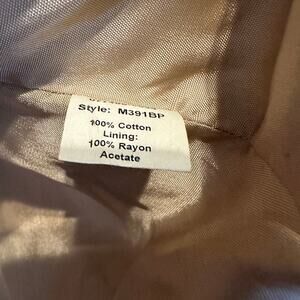 Style: M391BP
100% Cotton
Lining:
100% Rayon
Acetate